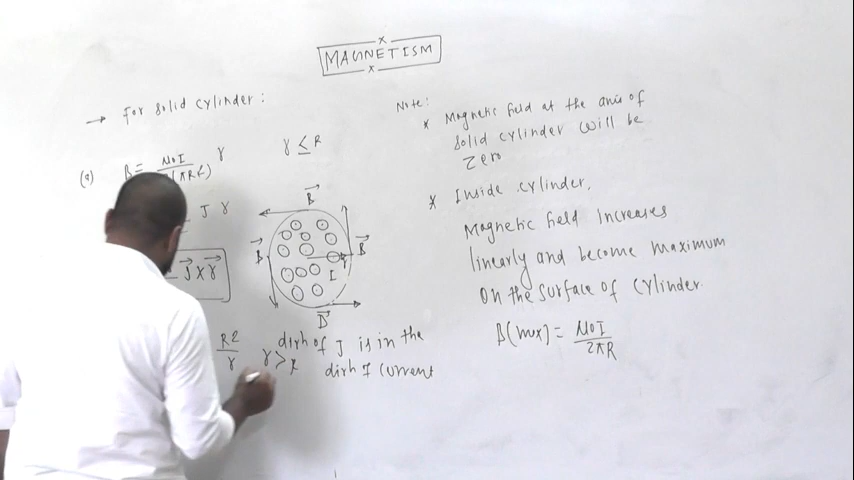 MAGNETISM
→ For solid cylinder:
(a) B = μ0I / 2(πR²) r   r ≤ R
J r
J⃗ x r⃗
B⃗
B⃗ B⃗
I
B⃗
R² / r   r >
dirn of J is in the
dirn of current
Note:
* Magnetic field at the axis of
solid cylinder will be
zero
* Inside cylinder,
Magnetic field increases
linearly and become maximum
on the surface of cylinder.
B(max) = μ0I / 2πR